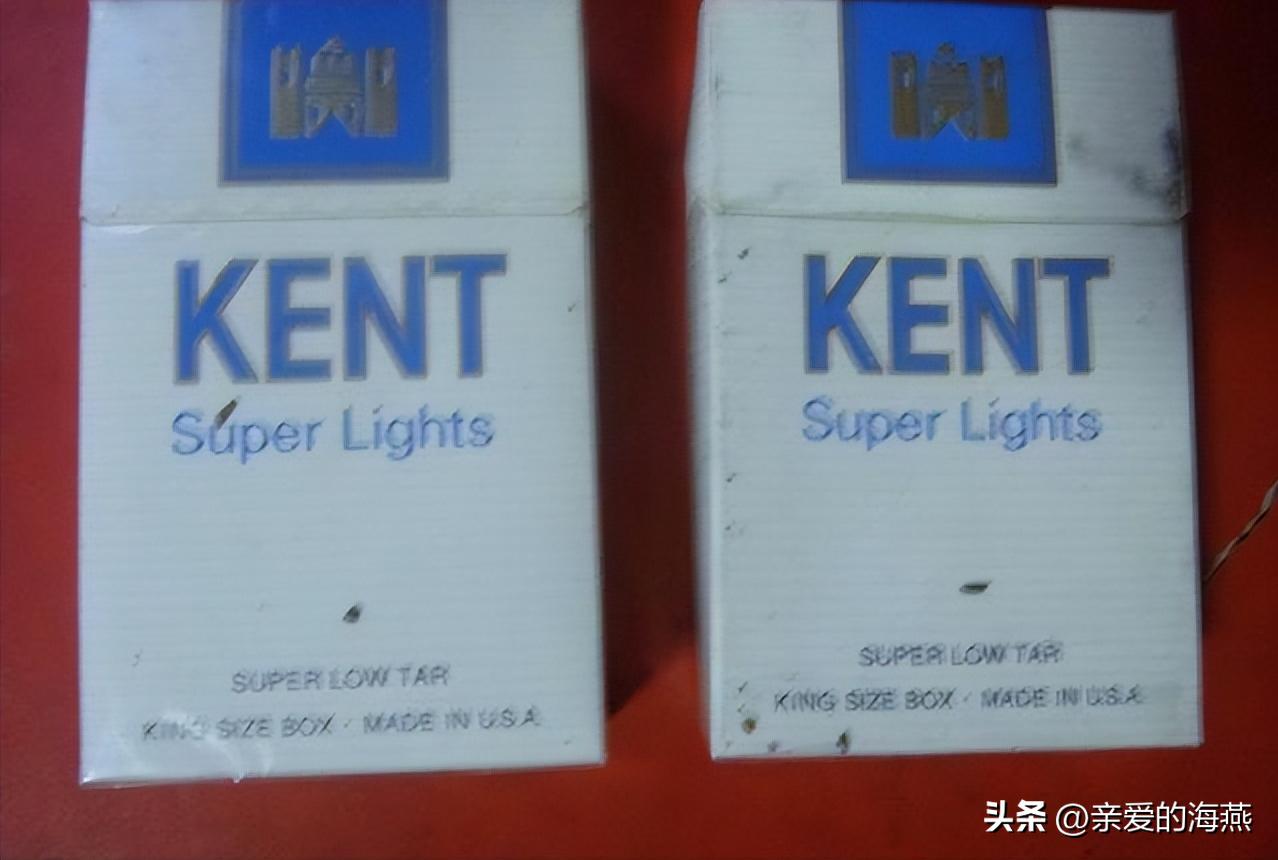 KENT
Super Lights
SUPER LOW TAR
KING SIZE BOX · MADE IN U.S.A.
KENT
Super Lights
SUPER LOW TAR
KING SIZE BOX · MADE IN U.S.A.
头条 @亲爱的海燕